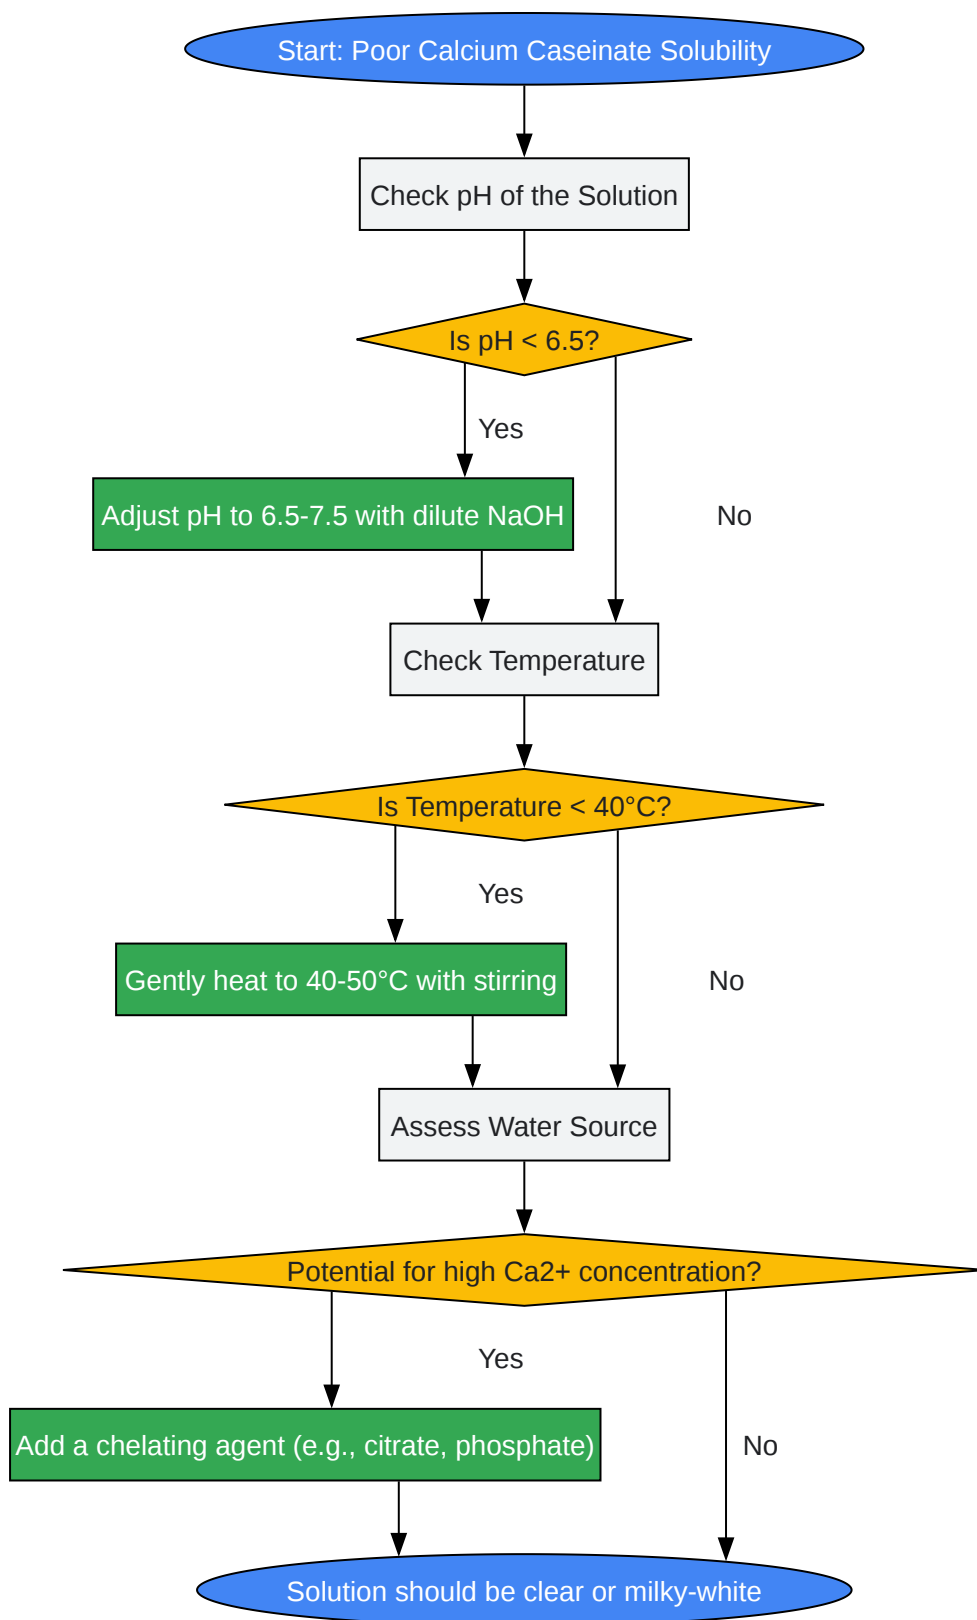 Start: Poor Calcium Caseinate Solubility
Check pH of the Solution
Is pH < 6.5?
Yes
Adjust pH to 6.5-7.5 with dilute NaOH
No
Check Temperature
Is Temperature < 40°C?
Yes
Gently heat to 40-50°C with stirring
No
Assess Water Source
Potential for high Ca2+ concentration?
Yes
Add a chelating agent (e.g., citrate, phosphate)
No
Solution should be clear or milky-white